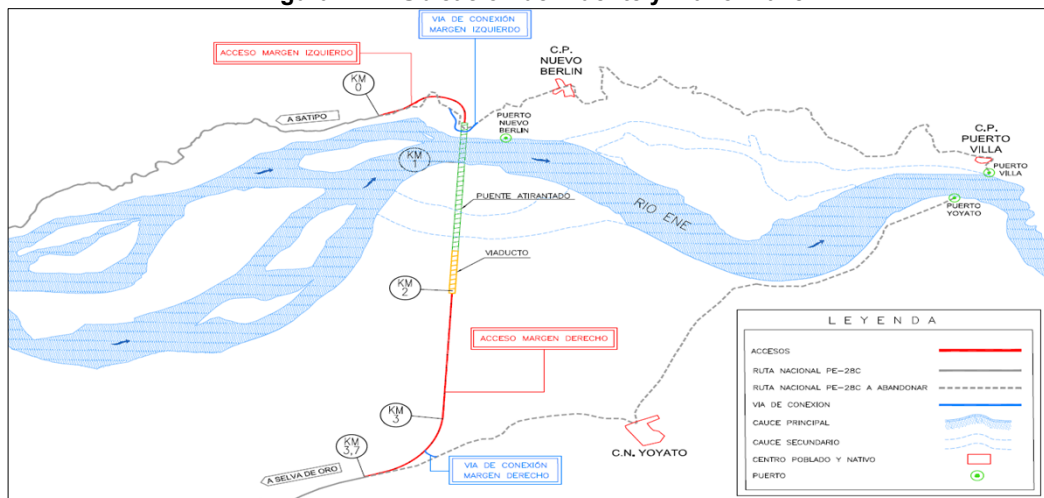 VIA DE CONEXIÓN
MARGEN IZQUIERDO
ACCESO MARGEN IZQUIERDO
C.P.
NUEVO
BERLIN
KM
0
A SATIPO
PUERTO
NUEVO
BERLIN
C.P.
PUERTO
VILLA
PUERTO
VILLA
KM
1
PUENTE ATIRANTADO
RIO ENE
PUERTO
YOYATO
VIADUCTO
KM
2
ACCESO MARGEN DERECHO
KM
3
KM
3,7
C.N. YOYATO
A SELVA DE ORO
VIA DE CONEXIÓN
MARGEN DERECHO
LEYENDA
ACCESOS
RUTA NACIONAL PE-28C
RUTA NACIONAL PE-28C A ABANDONAR
VIA DE CONEXION
CAUCE PRINCIPAL
CAUCE SECUNDARIO
CENTRO POBLADO Y NATIVO
PUERTO